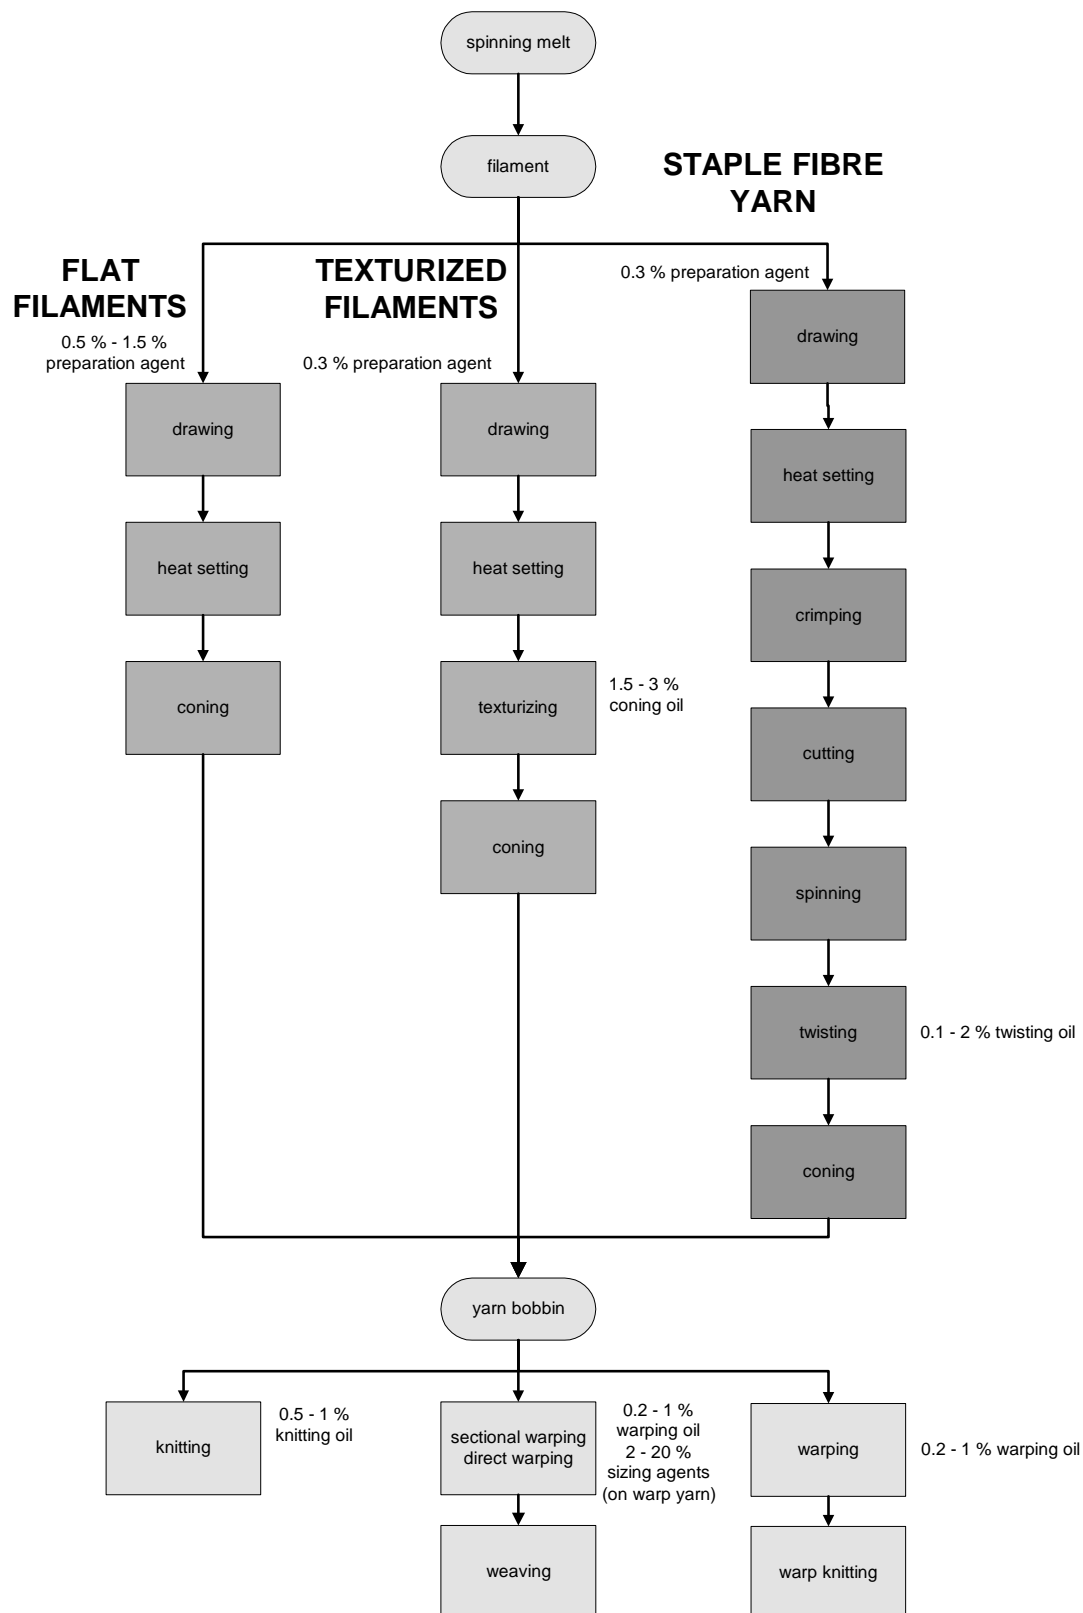 spinning melt
filament
STAPLE FIBRE
YARN
FLAT
FILAMENTS
0.5 % - 1.5 %
preparation agent
drawing
heat setting
coning
TEXTURIZED
FILAMENTS
0.3 % preparation agent
drawing
heat setting
texturizing
1.5 - 3 %
coning oil
coning
0.3 % preparation agent
drawing
heat setting
crimping
cutting
spinning
twisting
0.1 - 2 % twisting oil
coning
yarn bobbin
knitting
0.5 - 1 %
knitting oil
sectional warping
direct warping
0.2 - 1 %
warping oil
2 - 20 %
sizing agents
(on warp yarn)
weaving
warping
0.2 - 1 % warping oil
warp knitting